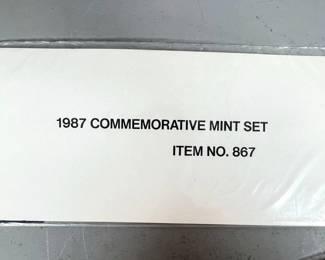 1987 COMMEMORATIVE MINT SET
ITEM NO. 867